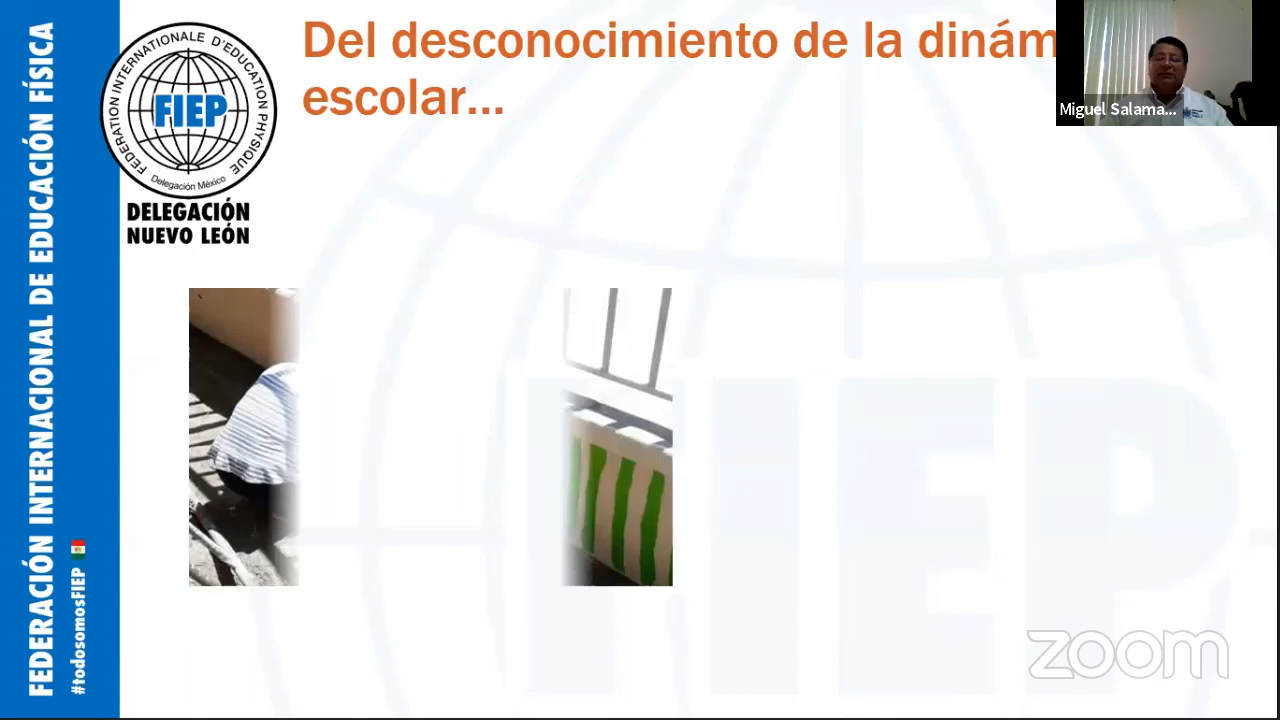 Del desconocimiento de la dinám
escolar...
FEDERATION INTERNATIONALE D'EDUCATION PHYSIQUE
FIEP
Delegación México
DELEGACIÓN
NUEVO LEÓN
FEDERACIÓN INTERNACIONAL DE EDUCACIÓN FÍSICA
#todosomosFIEP
Miguel Salama...
FIEP
zoom